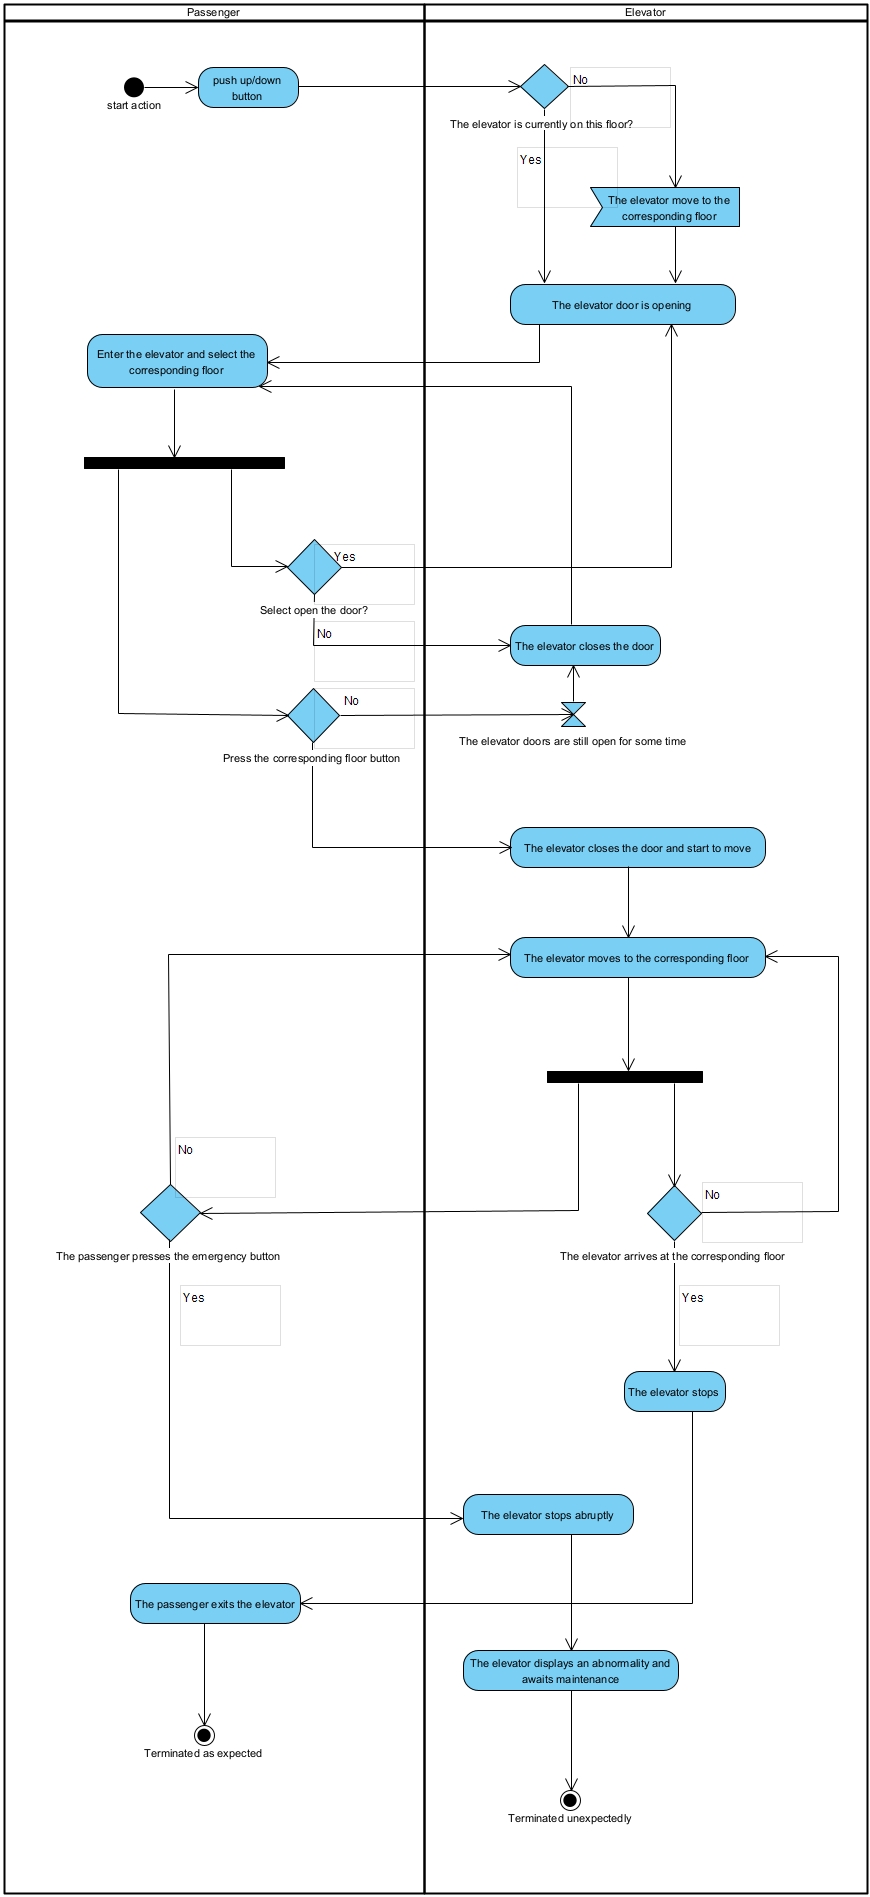 Passenger
Elevator
push up/down
button
start action
No
The elevator is currently on this floor?
Yes
The elevator move to the
corresponding floor
The elevator door is opening
Enter the elevator and select the
corresponding floor
Yes
Select open the door?
No
The elevator closes the door
No
The elevator doors are still open for some time
Press the corresponding floor button
The elevator closes the door and start to move
The elevator moves to the corresponding floor
No
No
The passenger presses the emergency button
The elevator arrives at the corresponding floor
Yes
Yes
The elevator stops
The elevator stops abruptly
The passenger exits the elevator
The elevator displays an abnormality and
awaits maintenance
Terminated as expected
Terminated unexpectedly